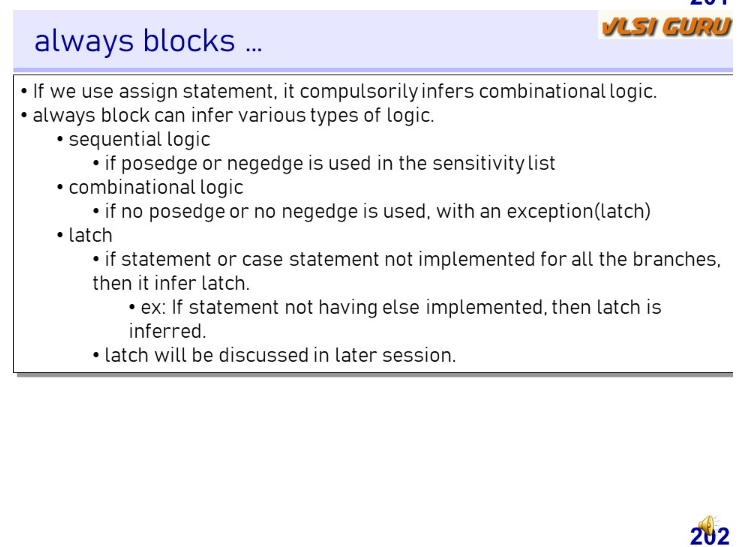 201
VLSI GURU
always blocks ...
• If we use assign statement, it compulsorily infers combinational logic.
• always block can infer various types of logic.
• sequential logic
• if posedge or negedge is used in the sensitivity list
• combinational logic
• if no posedge or no negedge is used, with an exception(latch)
• latch
• if statement or case statement not implemented for all the branches,
then it infer latch.
• ex: If statement not having else implemented, then latch is
inferred.
• latch will be discussed in later session.
202